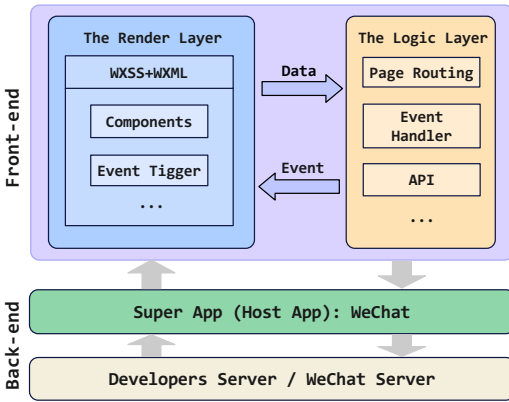 Front-end
The Render Layer
WXSS+WXML
Components
Event Tigger
...
Data
Event
The Logic Layer
Page Routing
Event
Handler
API
...
Back-end
Super App (Host App): WeChat
Developers Server / WeChat Server